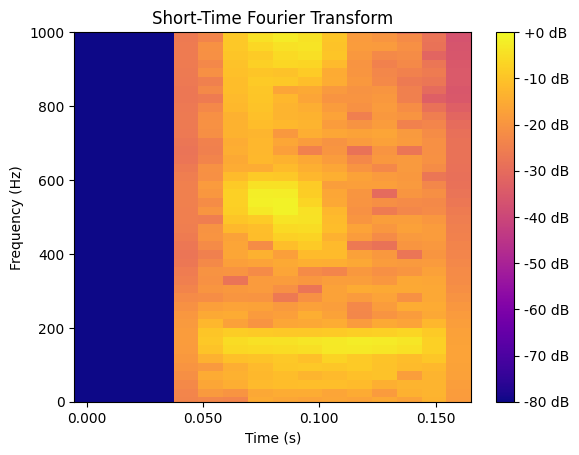 Short-Time Fourier Transform
1000
800
600
400
200
0
Frequency (Hz)
0.000
0.050
0.100
0.150
Time (s)
+0 dB
-10 dB
-20 dB
-30 dB
-40 dB
-50 dB
-60 dB
-70 dB
-80 dB